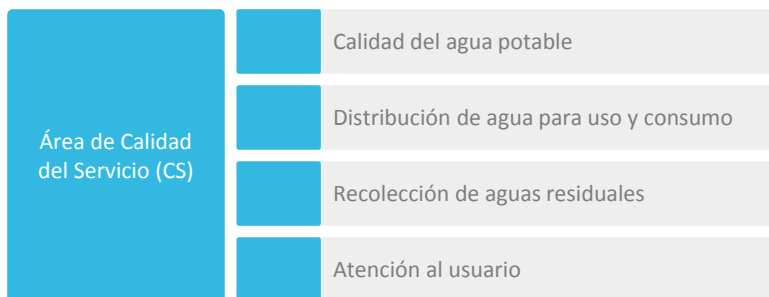 Área de Calidad
del Servicio (CS)
Calidad del agua potable
Distribución de agua para uso y consumo
Recolección de aguas residuales
Atención al usuario